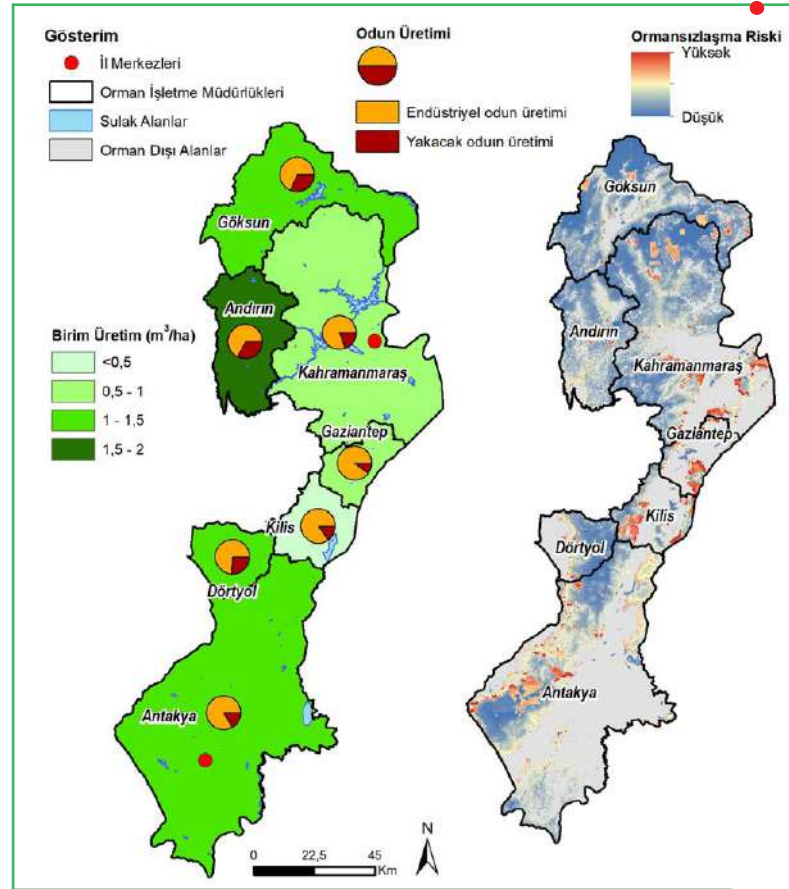 Gösterim
İl Merkezleri
Orman İşletme Müdürlükleri
Sulak Alanlar
Orman Dışı Alanlar
Odun Üretimi
Endüstriyel odun üretimi
Yakacak oduın üretimi
Ormansızlaşma Riski
Yüksek
Düşük
Birim Üretim (m³/ha)
<0,5
0,5 - 1
1 - 1,5
1,5 - 2
Göksun
Andırın
Kahramanmaraş
Gaziantep
Kilis
Dörtyol
Antakya
Göksun
Andırın
Kahramanmaraş
Gaziantep
Kilis
Dörtyol
Antakya
N
0 22,5 45
Km